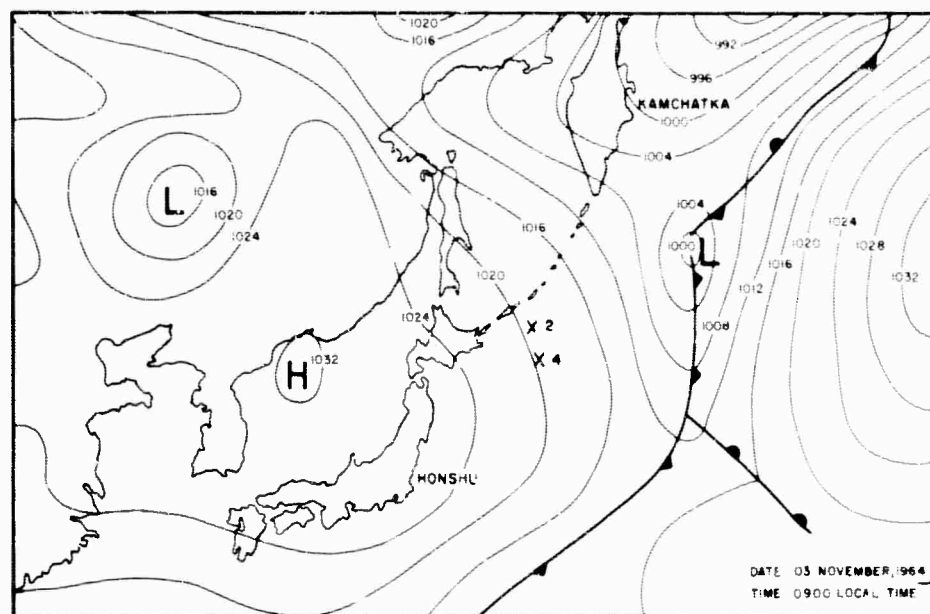 1020
1016
992
996
KAMCHATKA
1000
1004
L
1016
1020
1024
1016
1004
1000
L
1024
1020
1028
1016
1032
1012
1008
1020
1024
X 2
X 4
1032
H
HONSHU
DATE 03 NOVEMBER, 1964
TIME 0900 LOCAL TIME